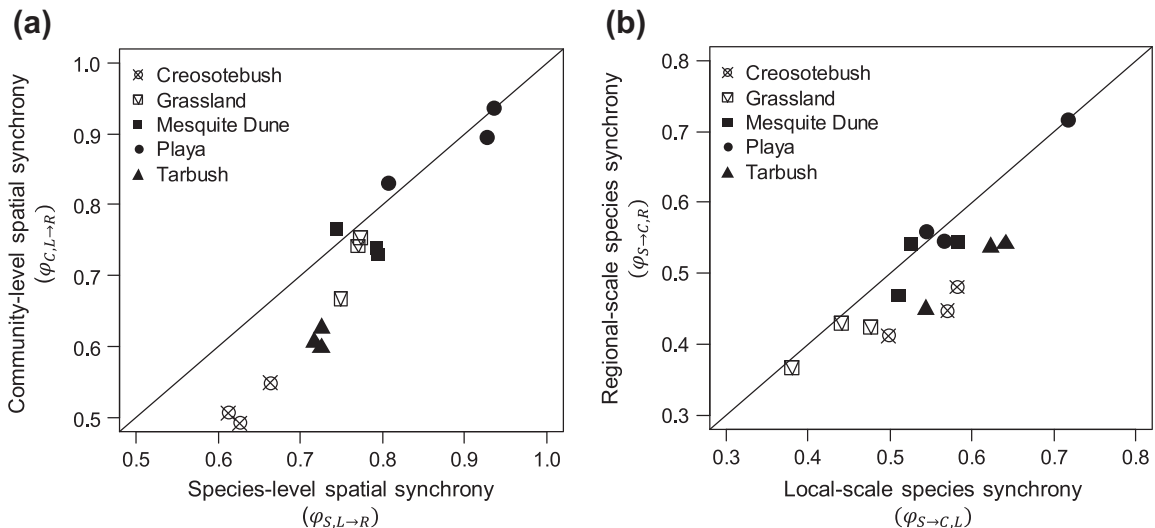 (a)
Community-level spatial synchrony
(φC,L→R)
1.0
0.9
0.8
0.7
0.6
0.5
Creosotebush
Grassland
Mesquite Dune
Playa
Tarbush
0.5 0.6 0.7 0.8 0.9 1.0
Species-level spatial synchrony
(φS,L→R)
(b)
Regional-scale species synchrony
(φS→C,R)
0.8
0.7
0.6
0.5
0.4
0.3
Creosotebush
Grassland
Mesquite Dune
Playa
Tarbush
0.3 0.4 0.5 0.6 0.7 0.8
Local-scale species synchrony
(φS→C,L)